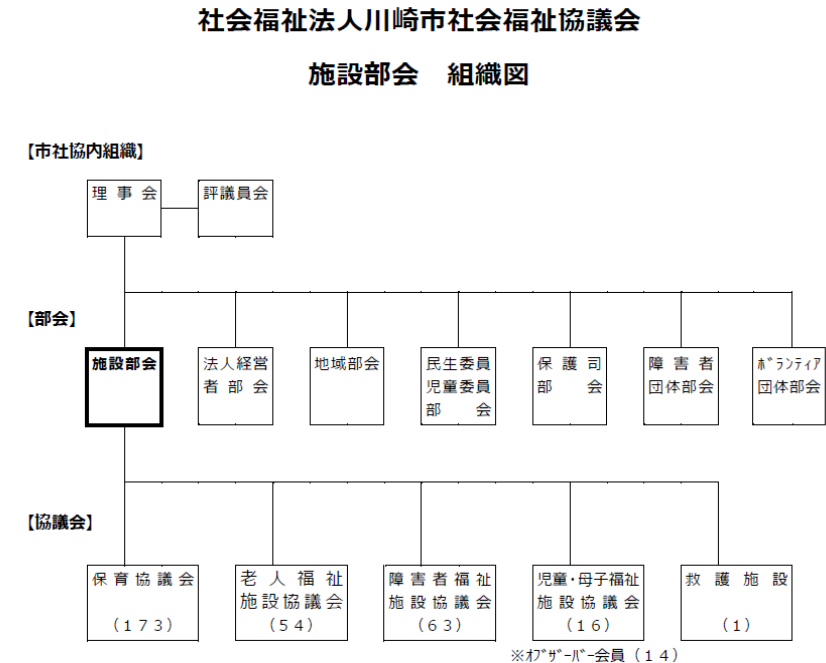 社会福祉法人川崎市社会福祉協議会
施設部会　組織図
【市社協内組織】
理事会
評議員会
【部会】
施設部会
法人経営
者部会
地域部会
民生委員
児童委員
部会
保護司
部会
障害者
団体部会
ﾎﾞﾗﾝﾃｨｱ
団体部会
【協議会】
保育協議会
（１７３）
老人福祉
施設協議会
（５４）
障害者福祉
施設協議会
（６３）
児童・母子福祉
施設協議会
（１６）
救護施設
（１）
※ｵﾌﾞｻﾞｰﾊﾞｰ会員（１４）